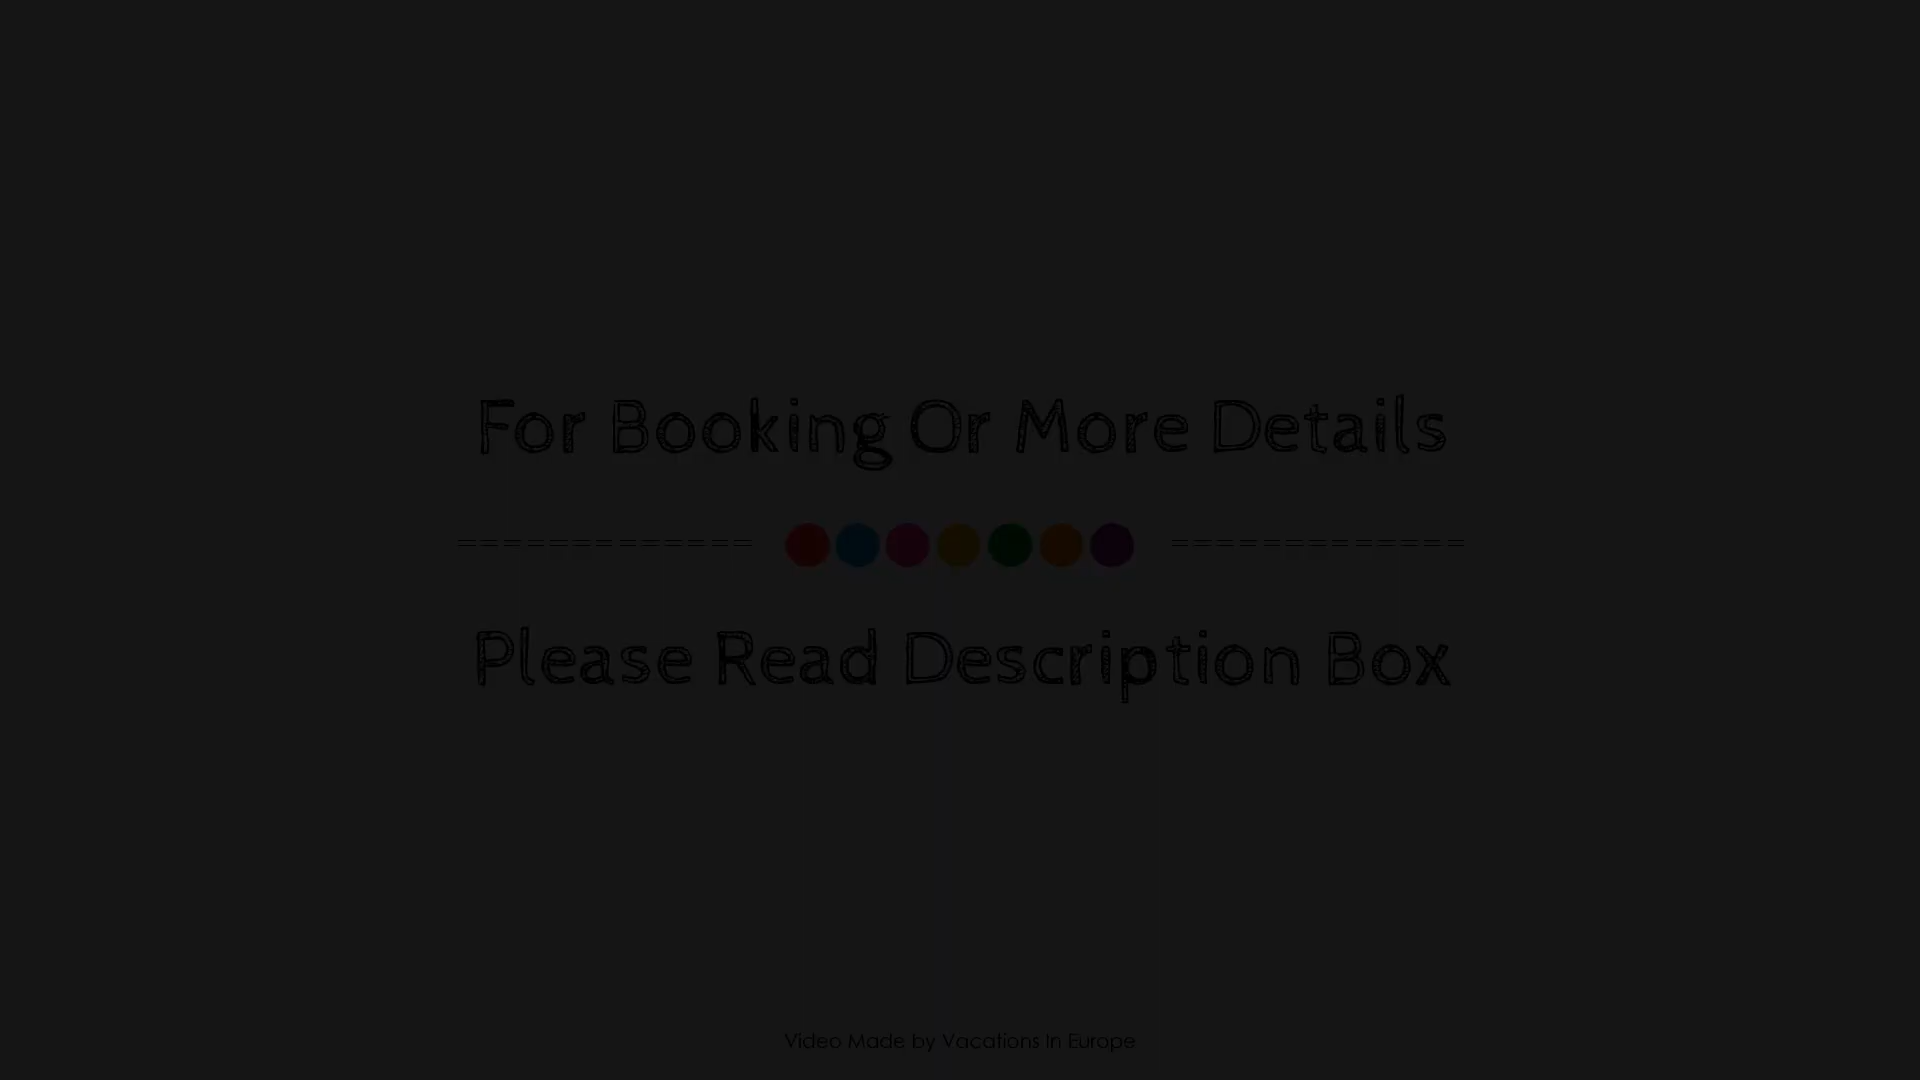 For Booking Or More Details
============= =============
Please Read Description Box
Video Made by Vacations In Europe